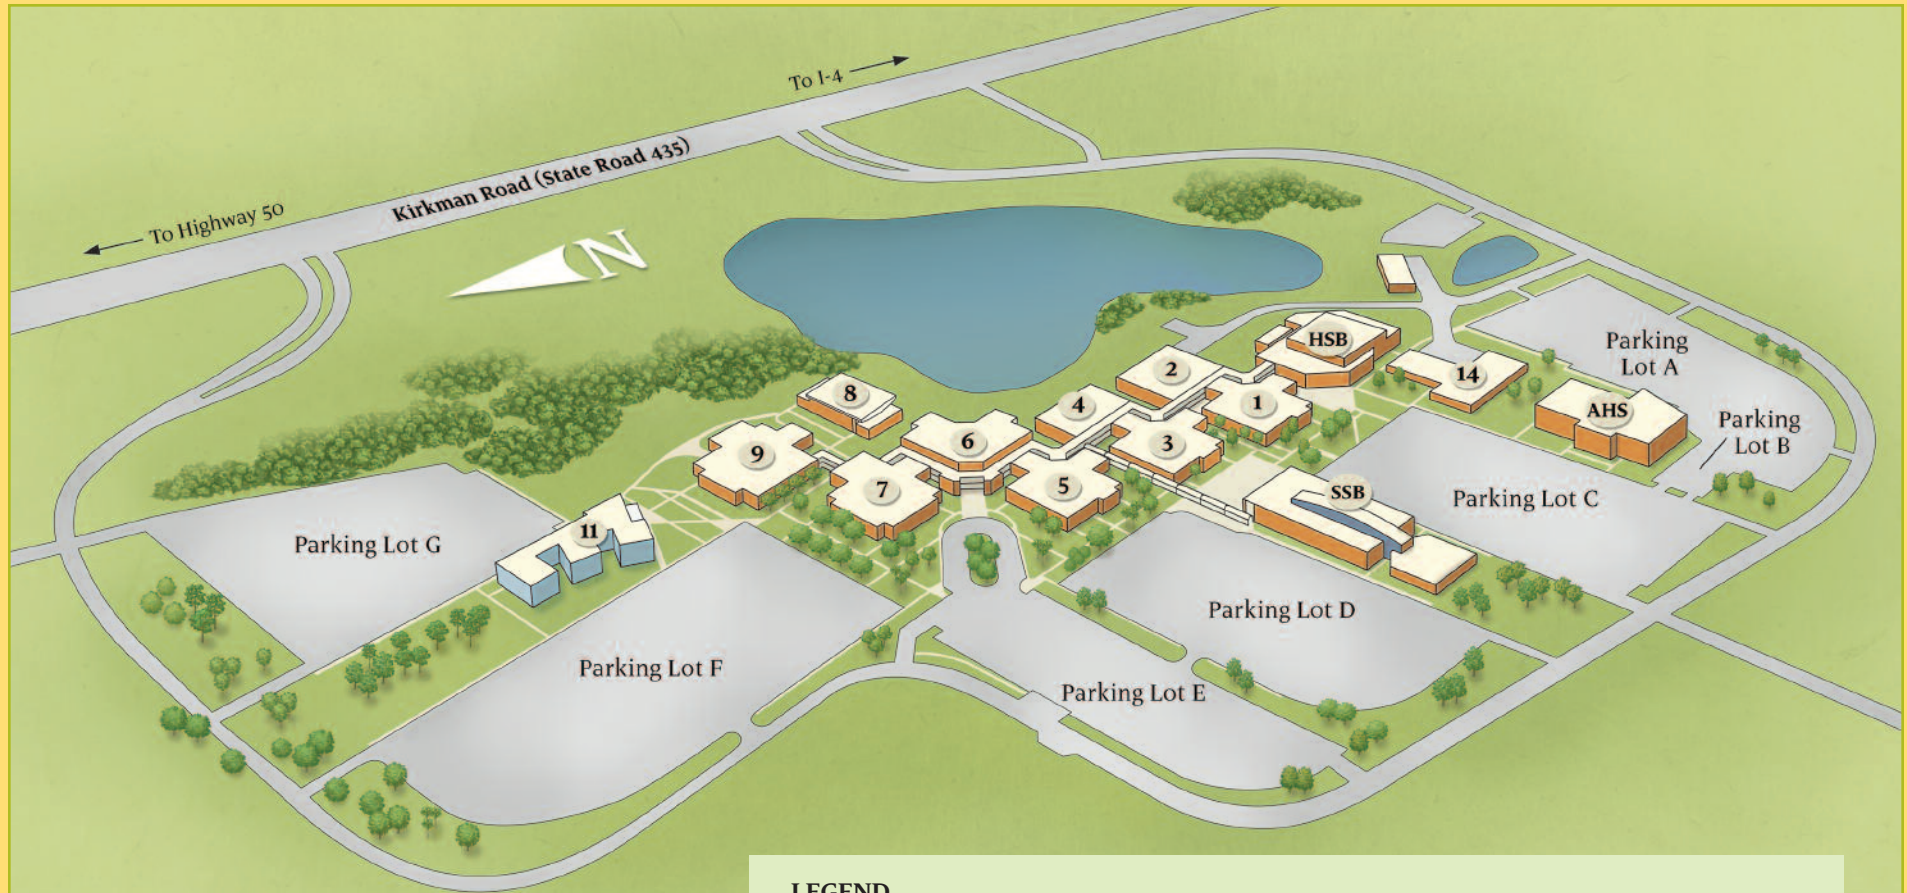 To I-4
Kirkman Road (State Road 435)
To Highway 50
N
HSB
Parking
Lot A
2
14
8
4
1
AHS
Parking
Lot B
6
3
9
7
5
SSB
Parking Lot C
11
Parking Lot G
Parking Lot D
Parking Lot F
Parking Lot E
LEGEND